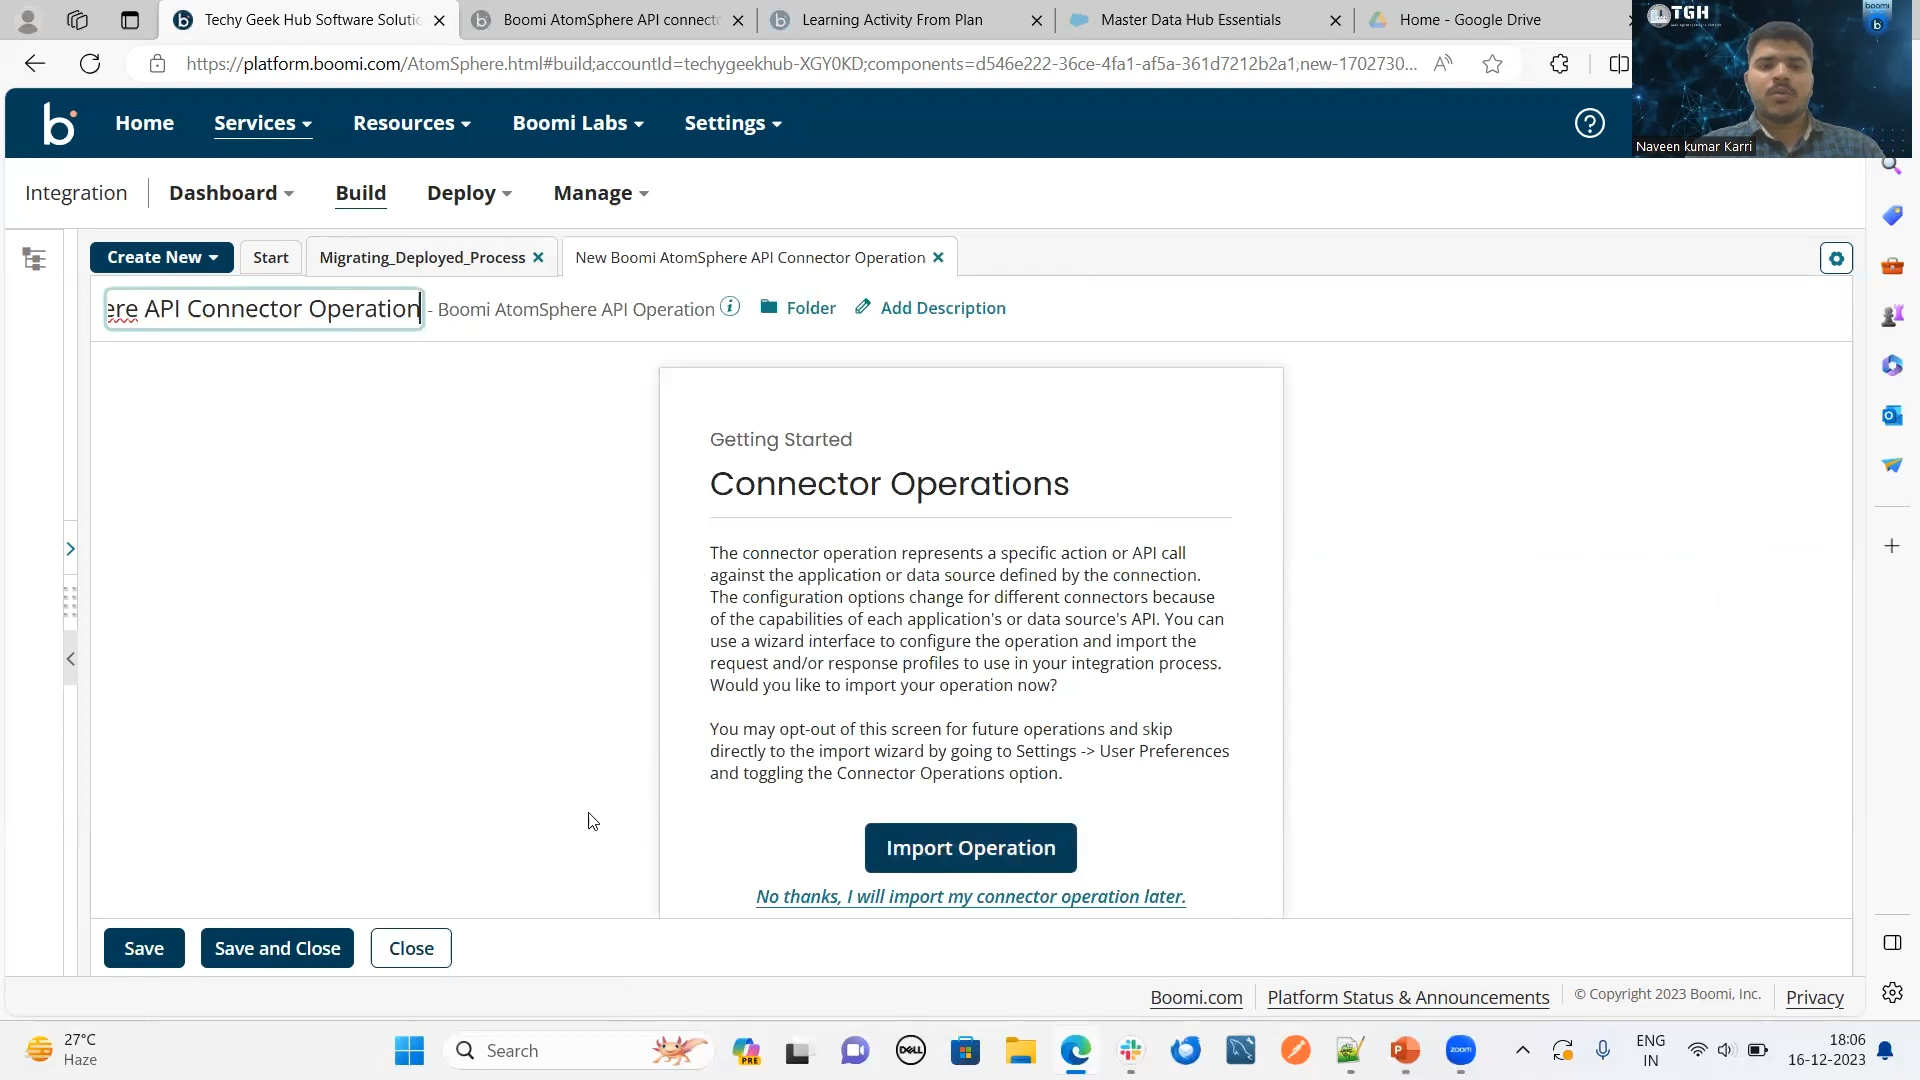 Techy Geek Hub Software Soluti
Boomi AtomSphere API connect
Learning Activity From Plan
Master Data Hub Essentials
Home - Google Drive
TGH
boomi
b
https://platform.boomi.com/AtomSphere.html#build;accountId=techygeekhub-XGY0KD;components=d546e222-36ce-4fa1-af5a-361d7212b2a1;new-1702730...
Naveen kumar Karri
b
Home
Services
Resources
Boomi Labs
Settings
Integration
Dashboard
Build
Deploy
Manage
Create New
Start
Migrating_Deployed_Process
New Boomi AtomSphere API Connector Operation
ere API Connector Operation
- Boomi AtomSphere API Operation
Folder
Add Description
Getting Started
Connector Operations
The connector operation represents a specific action or API call
against the application or data source defined by the connection.
The configuration options change for different connectors because
of the capabilities of each application's or data source's API. You can
use a wizard interface to configure the operation and import the
request and/or response profiles to use in your integration process.
Would you like to import your operation now?
You may opt-out of this screen for future operations and skip
directly to the import wizard by going to Settings -> User Preferences
and toggling the Connector Operations option.
Import Operation
No thanks, I will import my connector operation later.
Save
Save and Close
Close
Boomi.com
Platform Status & Announcements
© Copyright 2023 Boomi, Inc.
Privacy
27°C
Haze
Search
PRE
DELL
zoom
ENG
IN
18:06
16-12-2023